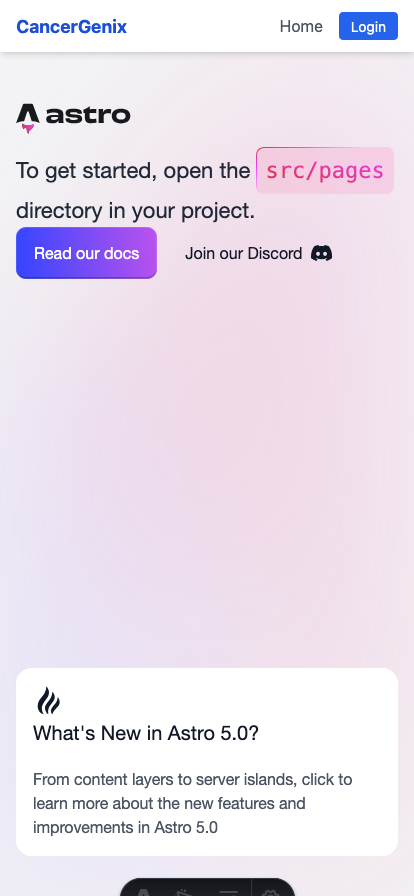 CancerGenix
Home
Login
astro
To get started, open the src/pages
directory in your project.
Read our docs
Join our Discord
What's New in Astro 5.0?
From content layers to server islands, click to
learn more about the new features and
improvements in Astro 5.0